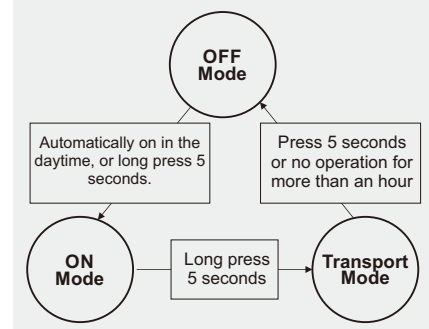 OFF
Mode
Automatically on in the
daytime, or long press 5
seconds.
Press 5 seconds
or no operation for
more than an hour
ON
Mode
Long press
5 seconds
Transport
Mode